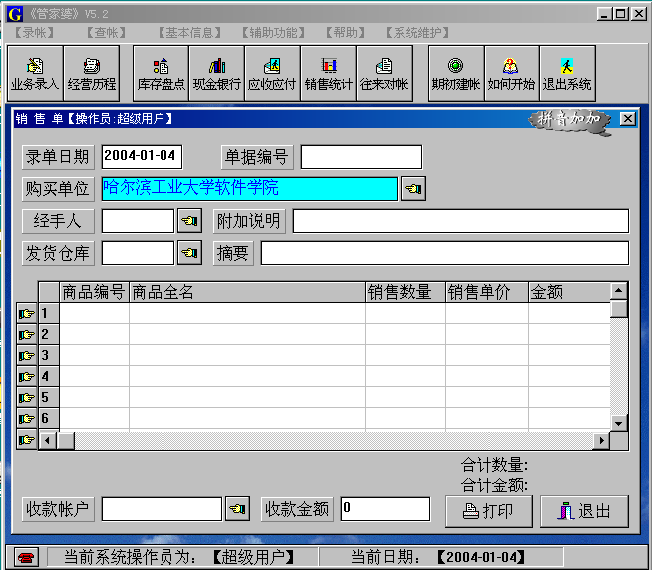 《管家婆》V5.2
【录帐】 【查帐】 【基本信息】 【辅助功能】 【帮助】 【系统维护】
业务录入 经营历程 库存盘点 现金银行 应收应付 销售统计 往来对帐 期初建帐 如何开始 退出系统
销 售 单【操作员:超级用户】 拼音加加
录单日期 2004-01-04 单据编号
购买单位 哈尔滨工业大学软件学院
经手人 附加说明
发货仓库 摘要
商品编号 商品全名 销售数量 销售单价 金额
1
2
3
4
5
6
合计数量:
合计金额:
收款帐户 收款金额 0 打印 退出
当前系统操作员为: 【超级用户】 当前日期: 【2004-01-04】